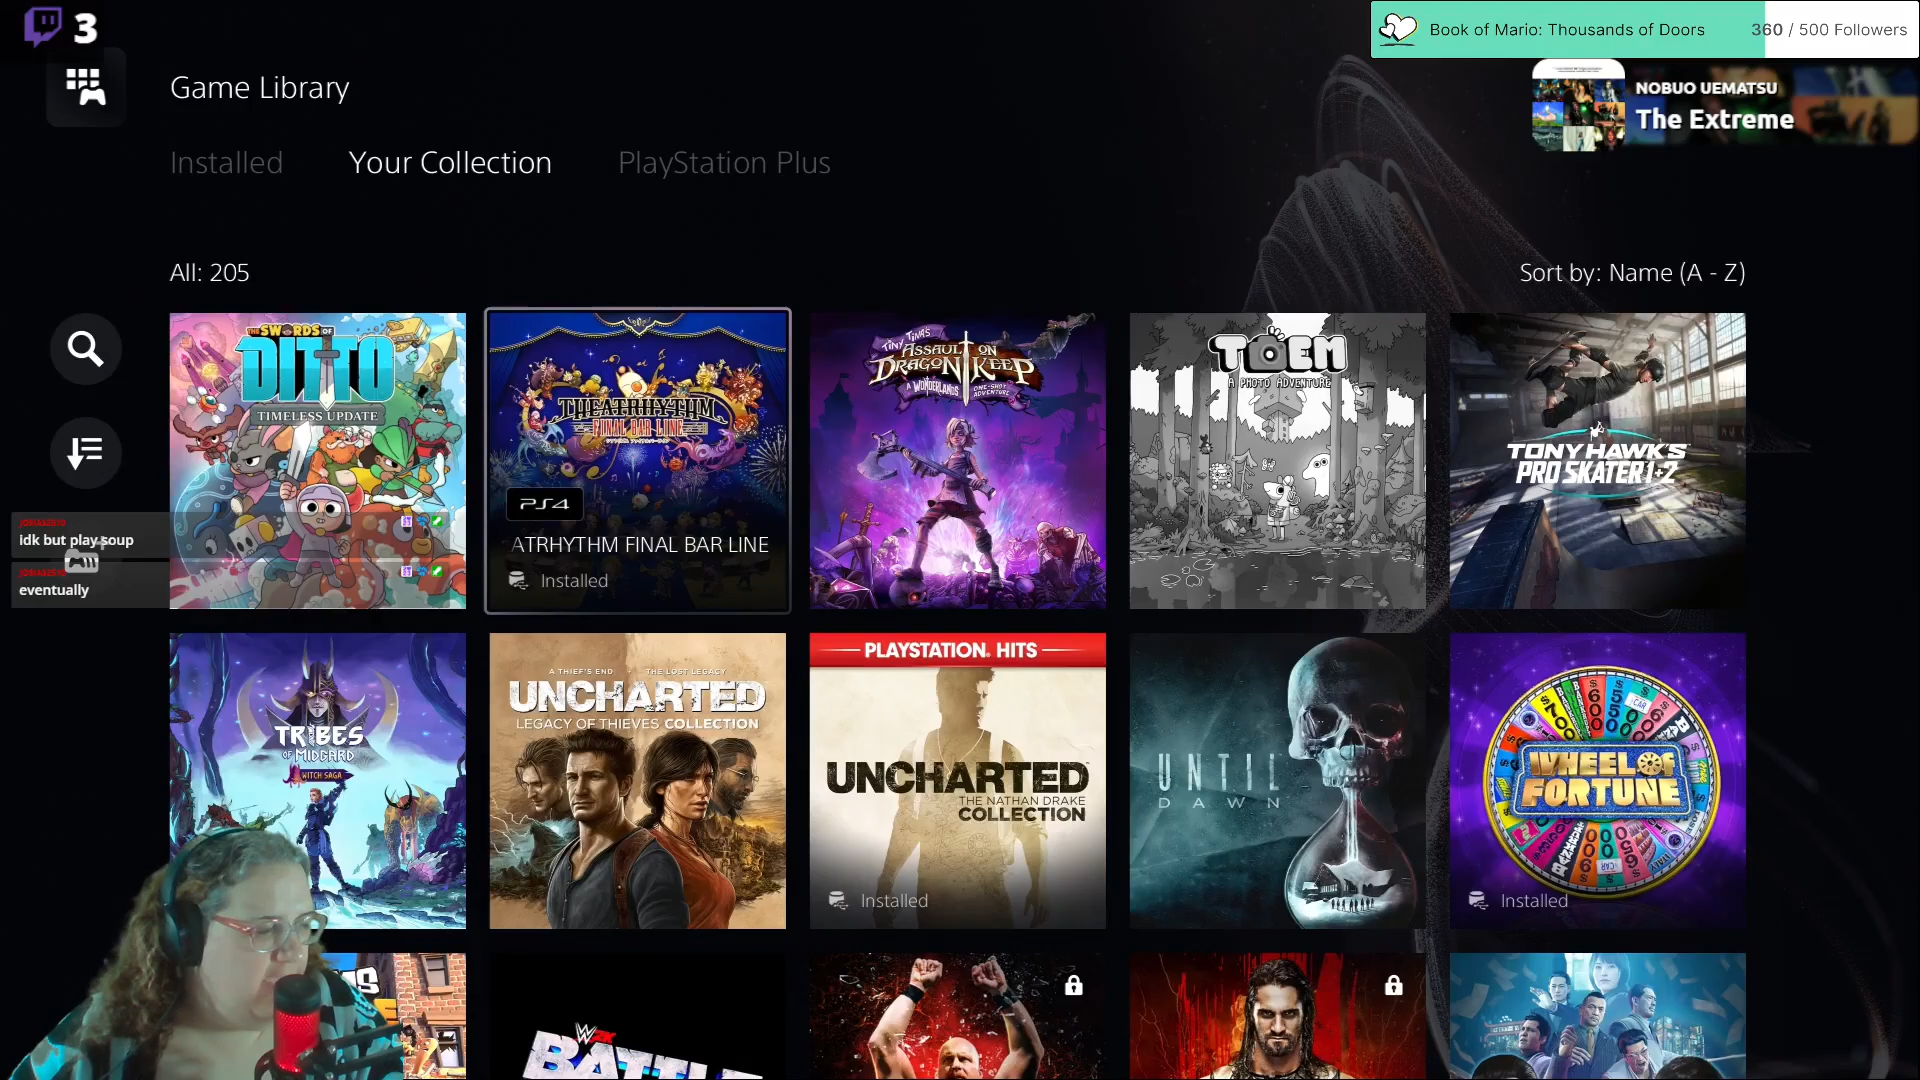 3
Book of Mario: Thousands of Doors
360 / 500 Followers
NOBUO UEMATSU
The Extreme
Game Library
Installed
Your Collection
PlayStation Plus
All: 205
Sort by: Name (A - Z)
THE SWORDS OF
DITTO
TIMELESS UPDATE
THEATRHYTHM
FINAL BAR LINE
PS4
ATRHYTHM FINAL BAR LINE
Installed
TINY TINA'S
ASSAULT ON
DRAGON KEEP
A WONDERLANDS ONE-SHOT
ADVENTURE
TOEM
A PHOTO ADVENTURE
TONY HAWK'S
PRO SKATER 1+2
idk but play soup
eventually
TRIBES
OF MIDGARD
WITCH SAGA
A THIEF'S END THE LOST LEGACY
UNCHARTED
LEGACY OF THIEVES COLLECTION
PLAYSTATION HITS
UNCHARTED
THE NATHAN DRAKE
COLLECTION
Installed
UNTIL
DAWN
WHEEL OF
FORTUNE
Installed
W2K
BATTLE